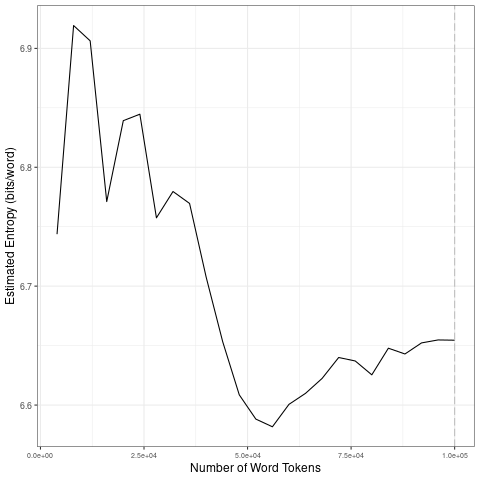 6.9
6.8
6.7
6.6
Estimated Entropy (bits/word)
0.0e+00 2.5e+04 5.0e+04 7.5e+04 1.0e+05
Number of Word Tokens